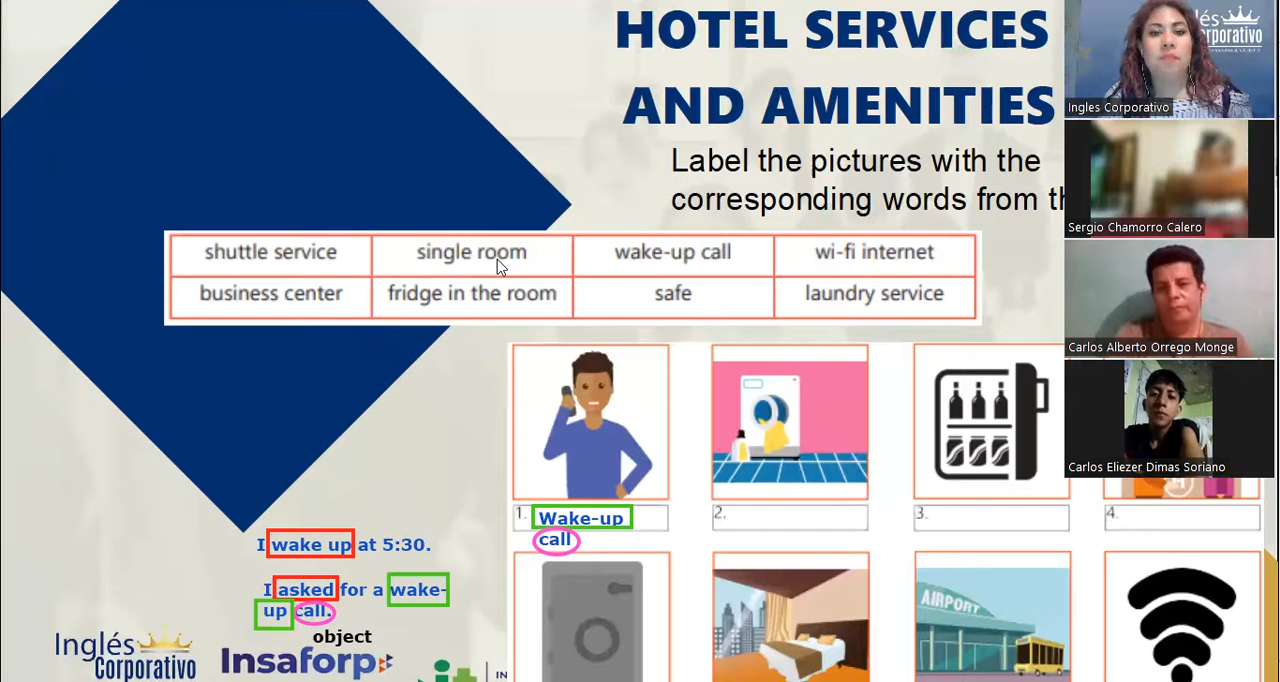 HOTEL SERVICES
AND AMENITIES
Label the pictures with the
corresponding words from
shuttle service
single room
wake-up call
wi-fi internet
business center
fridge in the room
safe
laundry service
1. Wake-up
call
2.
3.
4.
AIRPORT
I wake up at 5:30.
I asked for a wake-
up call.
object
Inglés
Corporativo
Insaforp
IN
Corporativo
Ingles Corporativo
Sergio Chamorro Calero
Carlos Alberto Orrego Monge
Carlos Eliezer Dimas Soriano